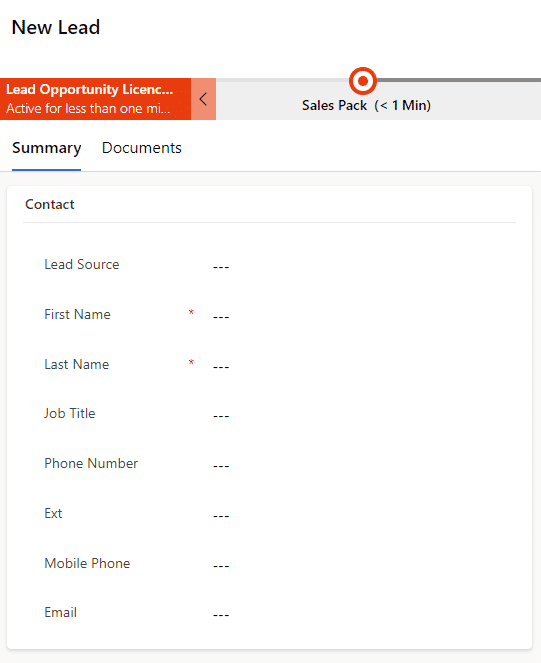 New Lead
Lead Opportunity Licenc...
Active for less than one mi...
Sales Pack (< 1 Min)
Summary Documents
Contact
Lead Source ---
First Name * ---
Last Name * ---
Job Title ---
Phone Number ---
Ext ---
Mobile Phone ---
Email ---